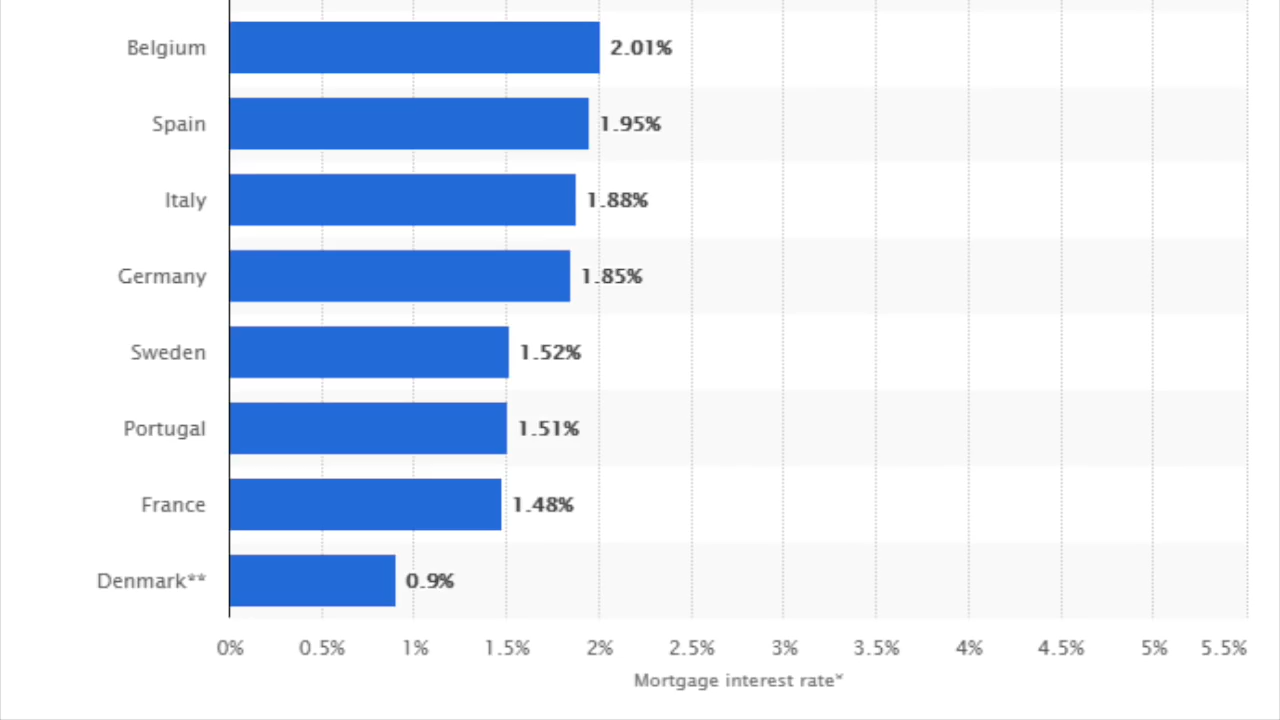 Belgium 2.01%
Spain 1.95%
Italy 1.88%
Germany 1.85%
Sweden 1.52%
Portugal 1.51%
France 1.48%
Denmark** 0.9%
0% 0.5% 1% 1.5% 2% 2.5% 3% 3.5% 4% 4.5% 5% 5.5%
Mortgage interest rate*